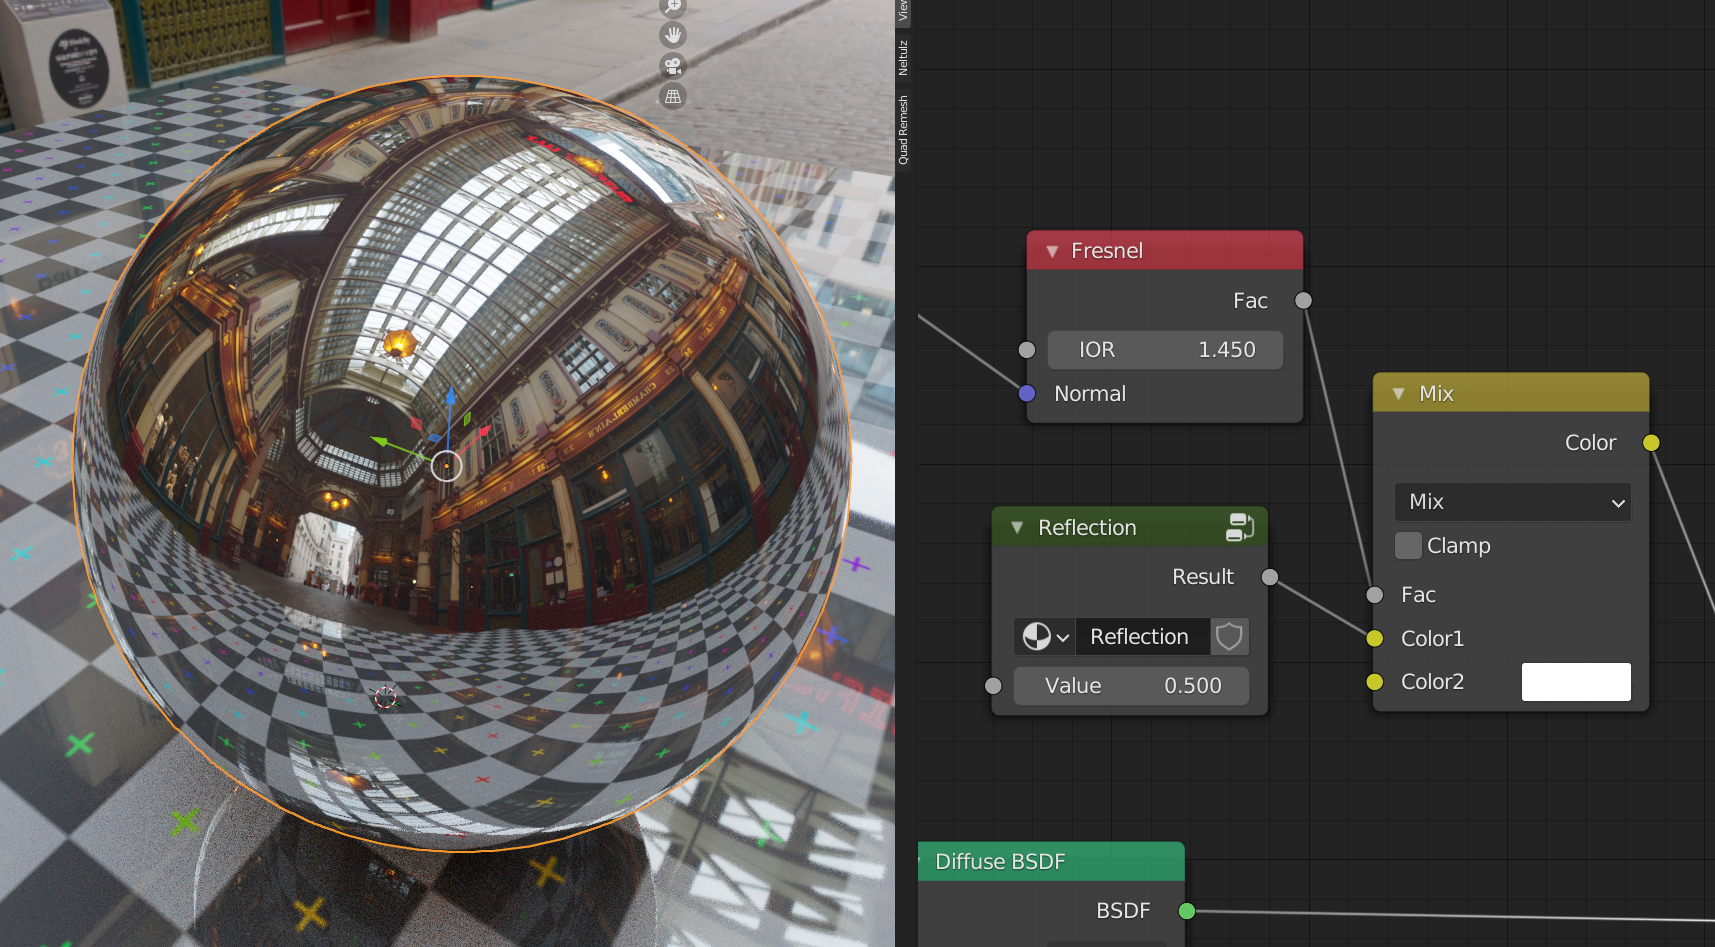 View
Neltulz
Quad Remesh
Fresnel
Fac
IOR 1.450
Normal
Mix
Color
Mix
Clamp
Fac
Color1
Color2
Reflection
Result
Reflection
Value 0.500
Diffuse BSDF
BSDF